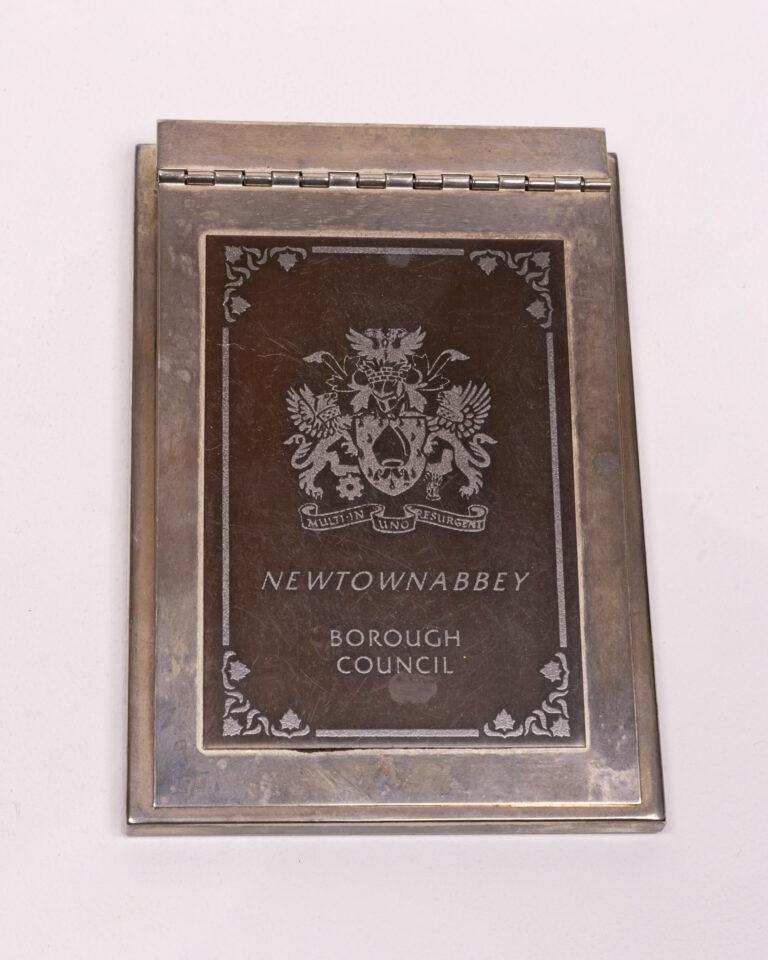 MULTI·IN UNO RESURGENT
NEWTOWNABBEY
BOROUGH
COUNCIL